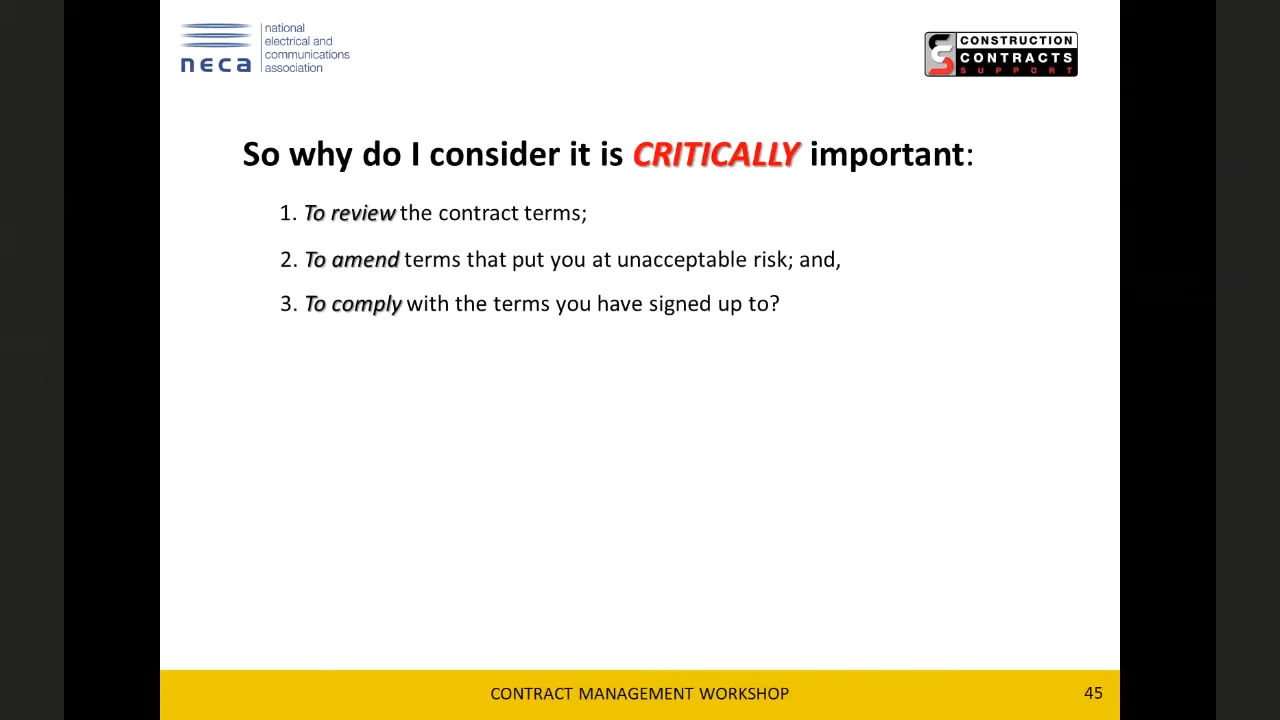 national
electrical and
communications
association
neca
CONSTRUCTION
CONTRACTS
SUPPORT
So why do I consider it is CRITICALLY important:
1. To review the contract terms;
2. To amend terms that put you at unacceptable risk; and,
3. To comply with the terms you have signed up to?
CONTRACT MANAGEMENT WORKSHOP
45